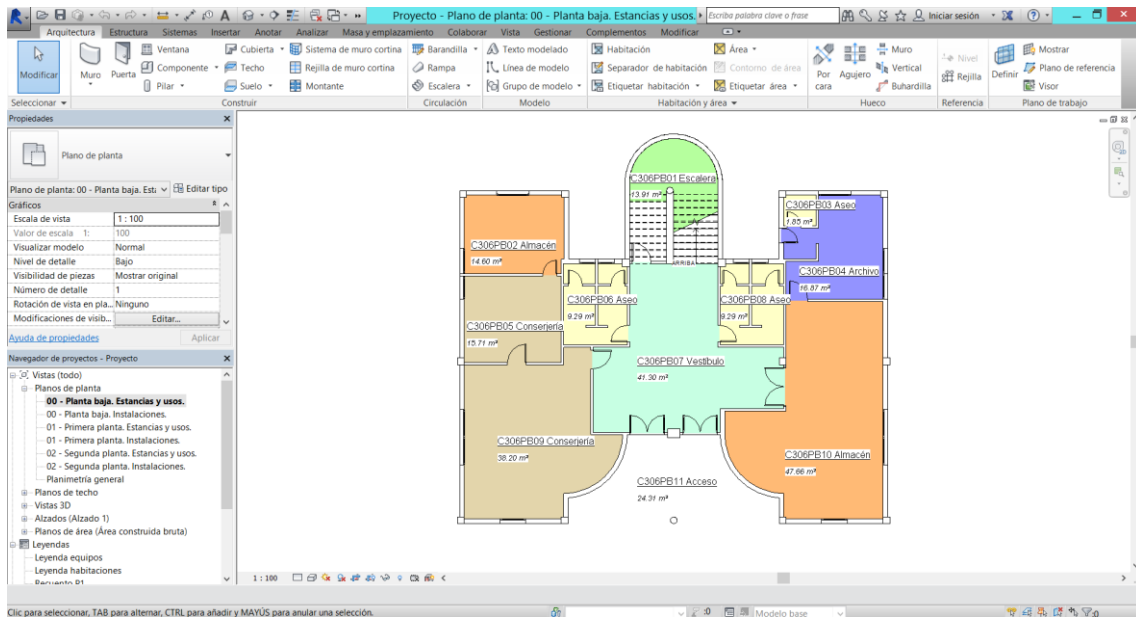 Proyecto - Plano de planta: 00 - Planta baja. Estancias y usos.
Escriba palabra clave o frase
Iniciar sesión
Arquitectura Estructura Sistemas Insertar Anotar Analizar Masa y emplazamiento Colaborar Vista Gestionar Complementos Modificar
Modificar
Muro
Puerta
Ventana
Componente
Pilar
Cubierta
Techo
Suelo
Sistema de muro cortina
Rejilla de muro cortina
Montante
Barandilla
Rampa
Escalera
Texto modelado
Línea de modelo
Grupo de modelo
Habitación
Separador de habitación
Etiquetar habitación
Área
Contorno de área
Etiquetar área
Por cara
Agujero
Muro
Vertical
Buhardilla
Nivel
Rejilla
Definir
Mostrar
Plano de referencia
Visor
Seleccionar Construir Circulación Modelo Habitación y área Hueco Referencia Plano de trabajo
Propiedades
Plano de planta
Plano de planta: 00 - Planta baja. Est
Editar tipo
Gráficos
Escala de vista 1 : 100
Valor de escala 1: 100
Visualizar modelo Normal
Nivel de detalle Bajo
Visibilidad de piezas Mostrar original
Número de detalle 1
Rotación de vista en pla... Ninguno
Modificaciones de visib... Editar...
Ayuda de propiedades Aplicar
Navegador de proyectos - Proyecto
Vistas (todo)
Planos de planta
00 - Planta baja. Estancias y usos.
00 - Planta baja. Instalaciones.
01 - Primera planta. Estancias y usos.
01 - Primera planta. Instalaciones.
02 - Segunda planta. Estancias y usos.
02 - Segunda planta. Instalaciones.
Planimetría general
Planos de techo
Vistas 3D
Alzados (Alzado 1)
Planos de área (Área construida bruta)
Leyendas
Leyenda equipos
Leyenda habitaciones
Recuento P1
C306PB01 Escalera
13.91 m²
C306PB03 Aseo
1.85 m²
C306PB02 Almacén
14.60 m²
ARRIBA
C306PB04 Archivo
16.87 m²
C306PB06 Aseo
9.29 m²
C306PB08 Aseo
9.29 m²
C306PB05 Conserjería
15.71 m²
C306PB07 Vestíbulo
41.30 m²
C306PB09 Conserjería
38.20 m²
C306PB10 Almacén
47.66 m²
C306PB11 Acceso
24.31 m²
1 : 100
Clic para seleccionar, TAB para alternar, CTRL para añadir y MAYÚS para anular una selección.
:0
Modelo base
:0